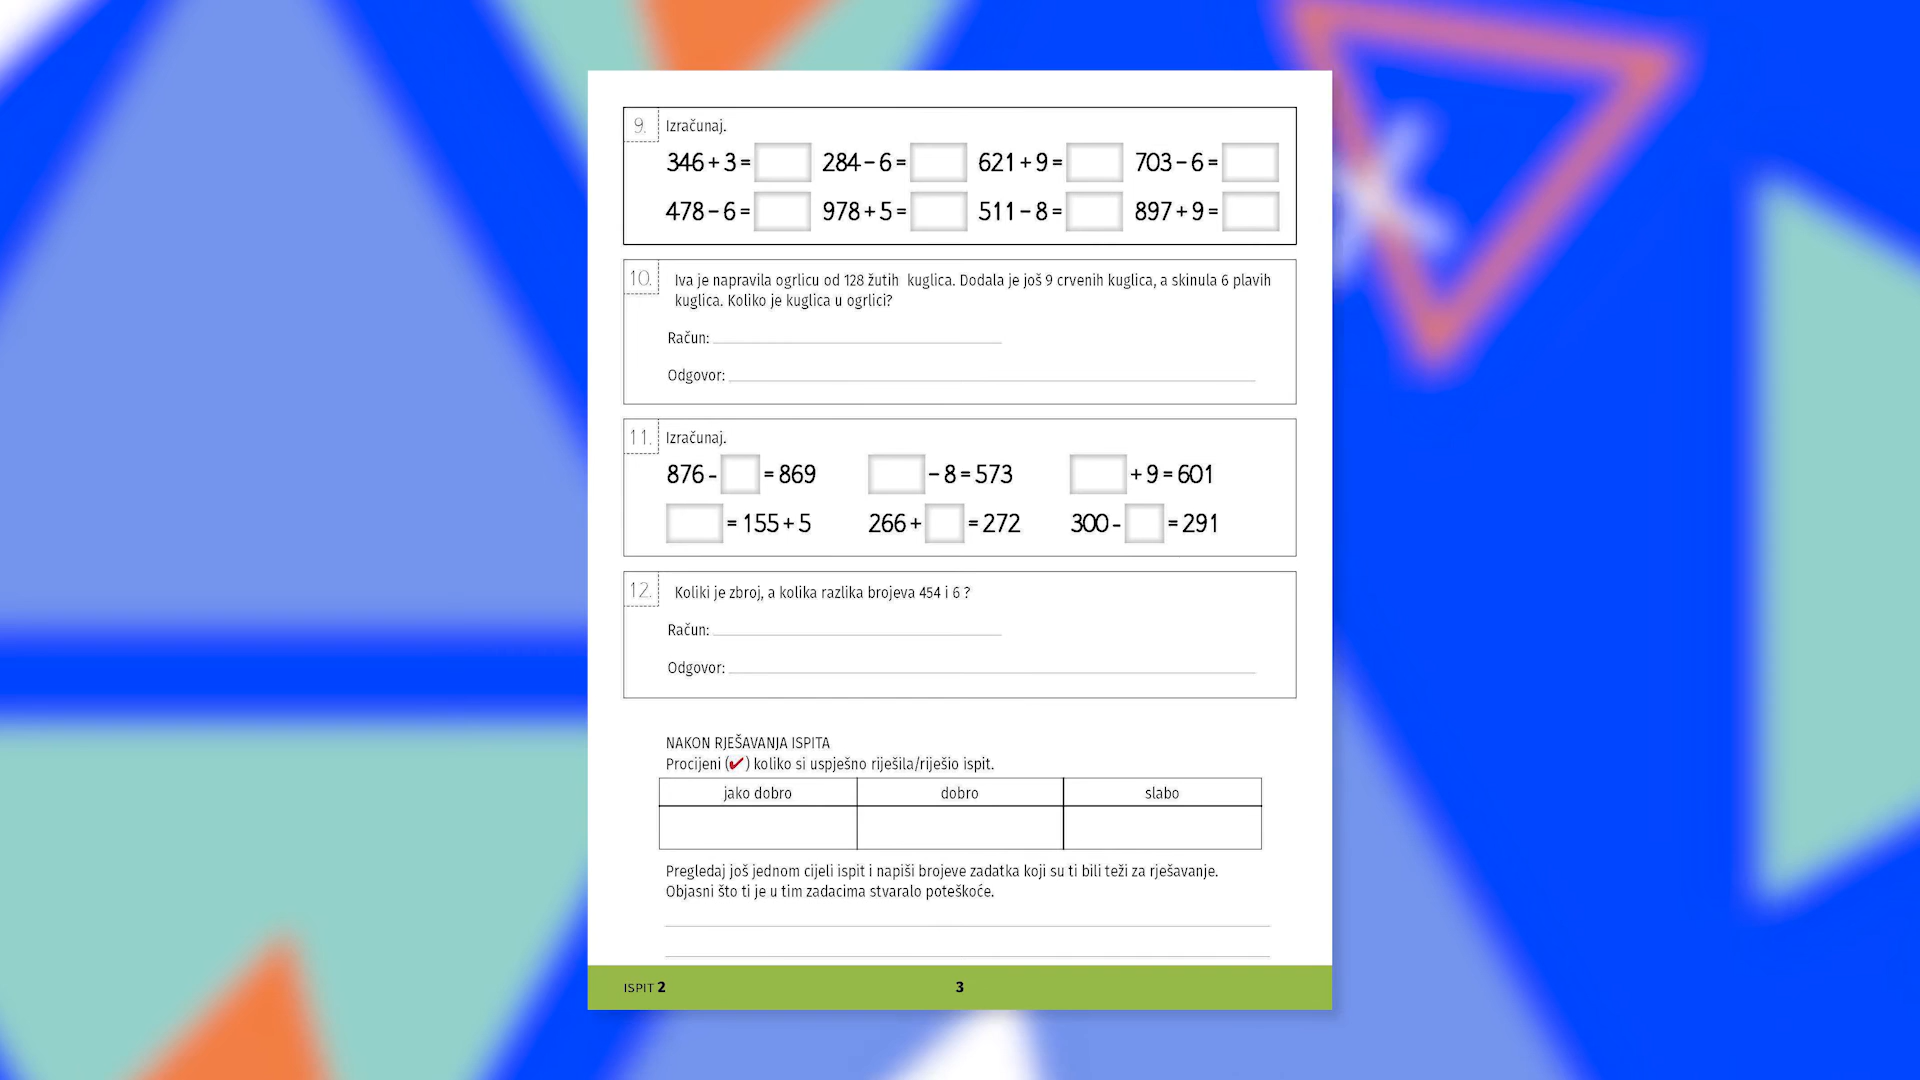 9. Izračunaj.
346 + 3 = 284 – 6 = 621 + 9 = 703 – 6 =
478 – 6 = 978 + 5 = 511 – 8 = 897 + 9 =
10. Iva je napravila ogrlicu od 128 žutih  kuglica. Dodala je još 9 crvenih kuglica, a skinula 6 plavih
kuglica. Koliko je kuglica u ogrlici?
Račun:
Odgovor:
11. Izračunaj.
876 - = 869 – 8 = 573 + 9 = 601
= 155 + 5 266 + = 272 300 - = 291
12. Koliki je zbroj, a kolika razlika brojeva 454 i 6 ?
Račun:
Odgovor:
NAKON RJEŠAVANJA ISPITA
Procijeni (✔) koliko si uspješno riješila/riješio ispit.
jako dobro dobro slabo
Pregledaj još jednom cijeli ispit i napiši brojeve zadatka koji su ti bili teži za rješavanje.
Objasni što ti je u tim zadacima stvaralo poteškoće.
ISPIT 2 3